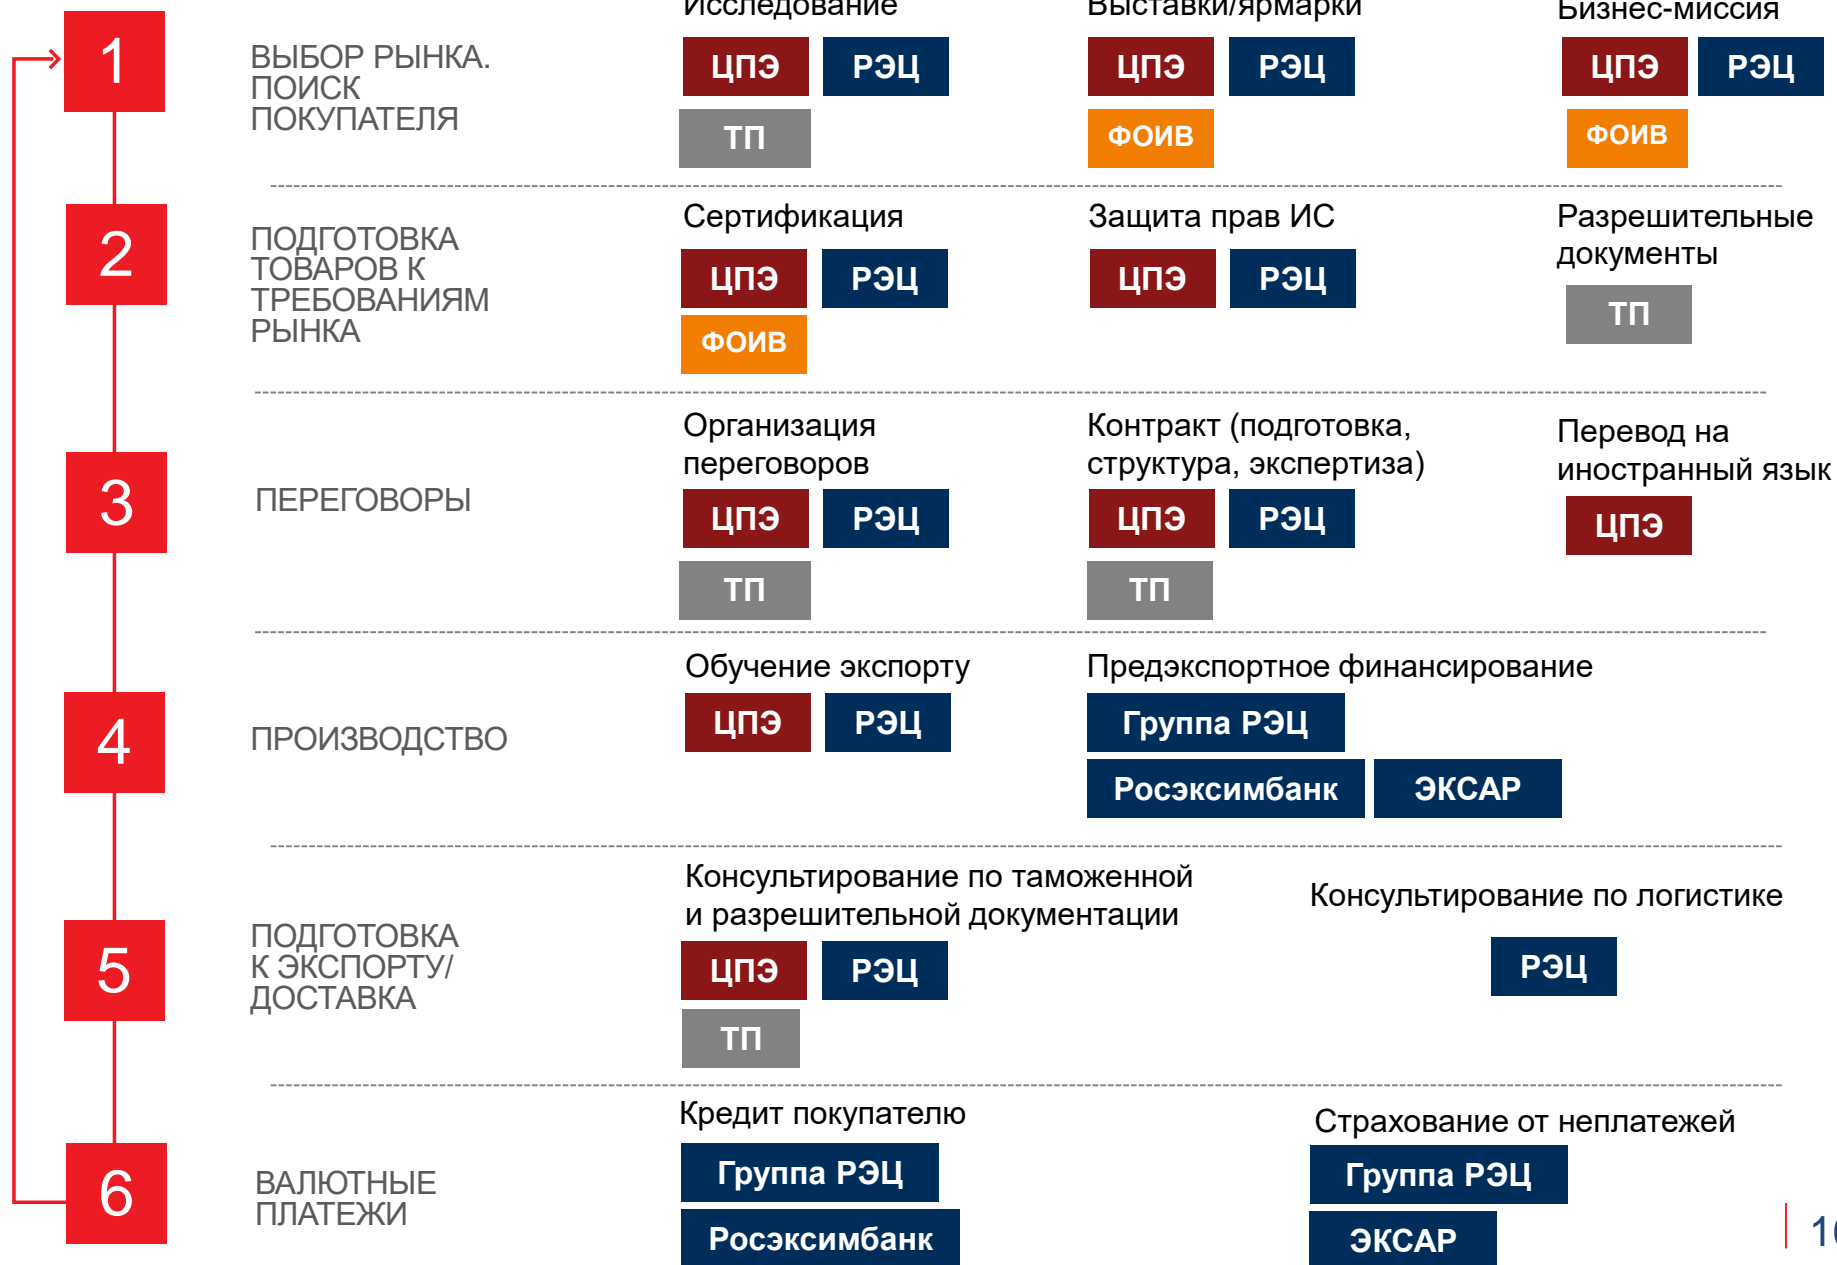 Исследование
Выставки/ярмарки
Бизнес-миссия
1
ВЫБОР РЫНКА.
ПОИСК
ПОКУПАТЕЛЯ
ЦПЭ
РЭЦ
ЦПЭ
РЭЦ
ЦПЭ
РЭЦ
ТП
ФОИВ
ФОИВ
2
ПОДГОТОВКА
ТОВАРОВ К
ТРЕБОВАНИЯМ
РЫНКА
Сертификация
ЦПЭ
РЭЦ
ФОИВ
Защита прав ИС
ЦПЭ
РЭЦ
Разрешительные
документы
ТП
3
ПЕРЕГОВОРЫ
Организация
переговоров
ЦПЭ
РЭЦ
ТП
Контракт (подготовка,
структура, экспертиза)
ЦПЭ
РЭЦ
ТП
Перевод на
иностранный язык
ЦПЭ
4
ПРОИЗВОДСТВО
Обучение экспорту
ЦПЭ
РЭЦ
Предэкспортное финансирование
Группа РЭЦ
Росэксимбанк
ЭКСАР
5
ПОДГОТОВКА
К ЭКСПОРТУ/
ДОСТАВКА
Консультирование по таможенной
и разрешительной документации
ЦПЭ
РЭЦ
ТП
Консультирование по логистике
РЭЦ
6
ВАЛЮТНЫЕ
ПЛАТЕЖИ
Кредит покупателю
Группа РЭЦ
Росэксимбанк
Страхование от неплатежей
Группа РЭЦ
ЭКСАР